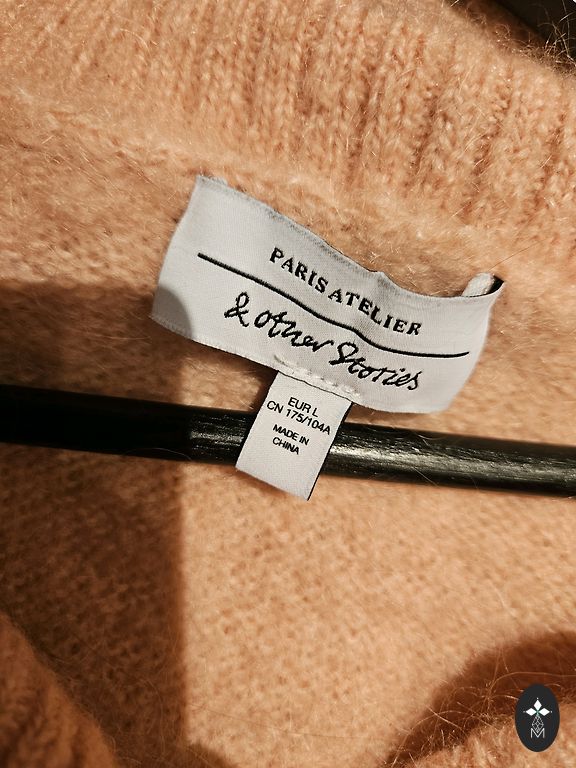 PARIS ATELIER
& other Stories
EUR L
CN 175/104A
MADE IN
CHINA
M